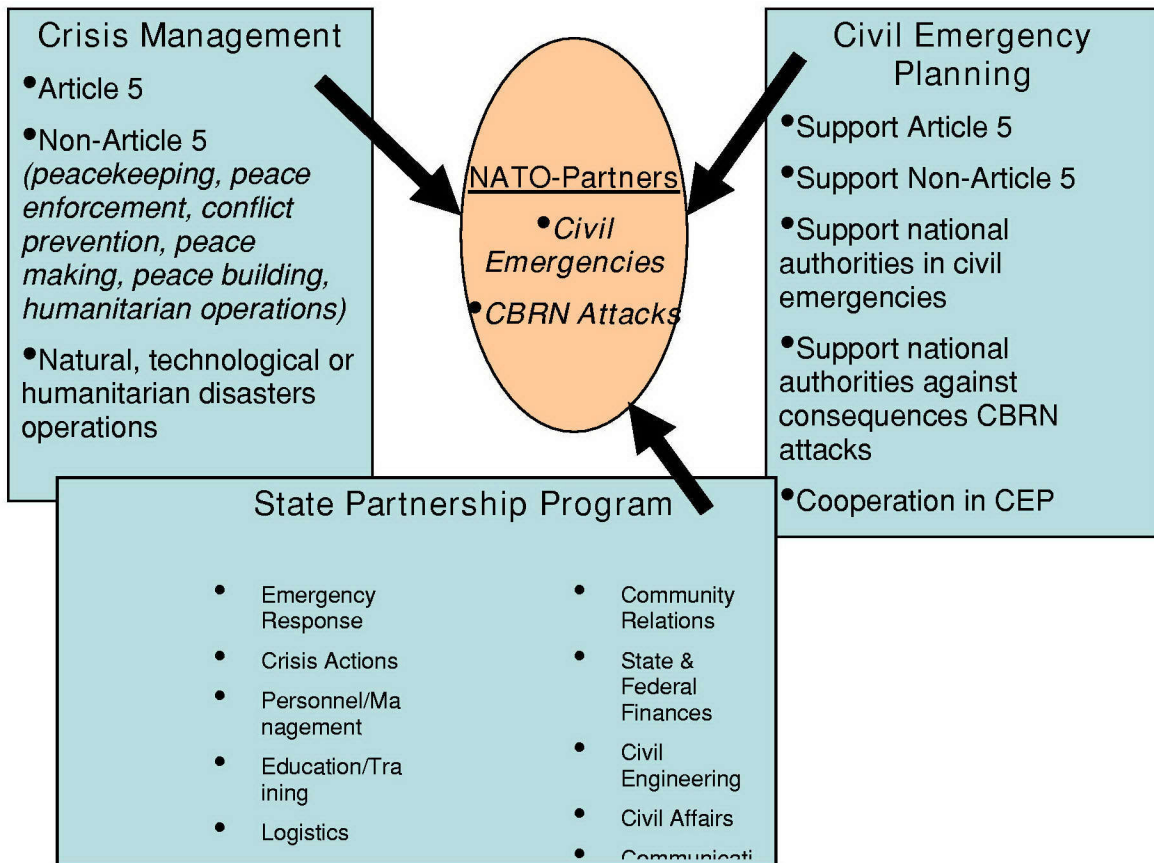 Crisis Management
•Article 5
•Non-Article 5
(peacekeeping, peace
enforcement, conflict
prevention, peace
making, peace building,
humanitarian operations)
•Natural, technological or
humanitarian disasters
operations
NATO-Partners
•Civil
Emergencies
•CBRN Attacks
Civil Emergency
Planning
•Support Article 5
•Support Non-Article 5
•Support national
authorities in civil
emergencies
•Support national
authorities against
consequences CBRN
attacks
•Cooperation in CEP
State Partnership Program
• Emergency
Response
• Crisis Actions
• Personnel/Ma
nagement
• Education/Tra
ining
• Logistics
• Community
Relations
• State &
Federal
Finances
• Civil
Engineering
• Civil Affairs
• Communicati